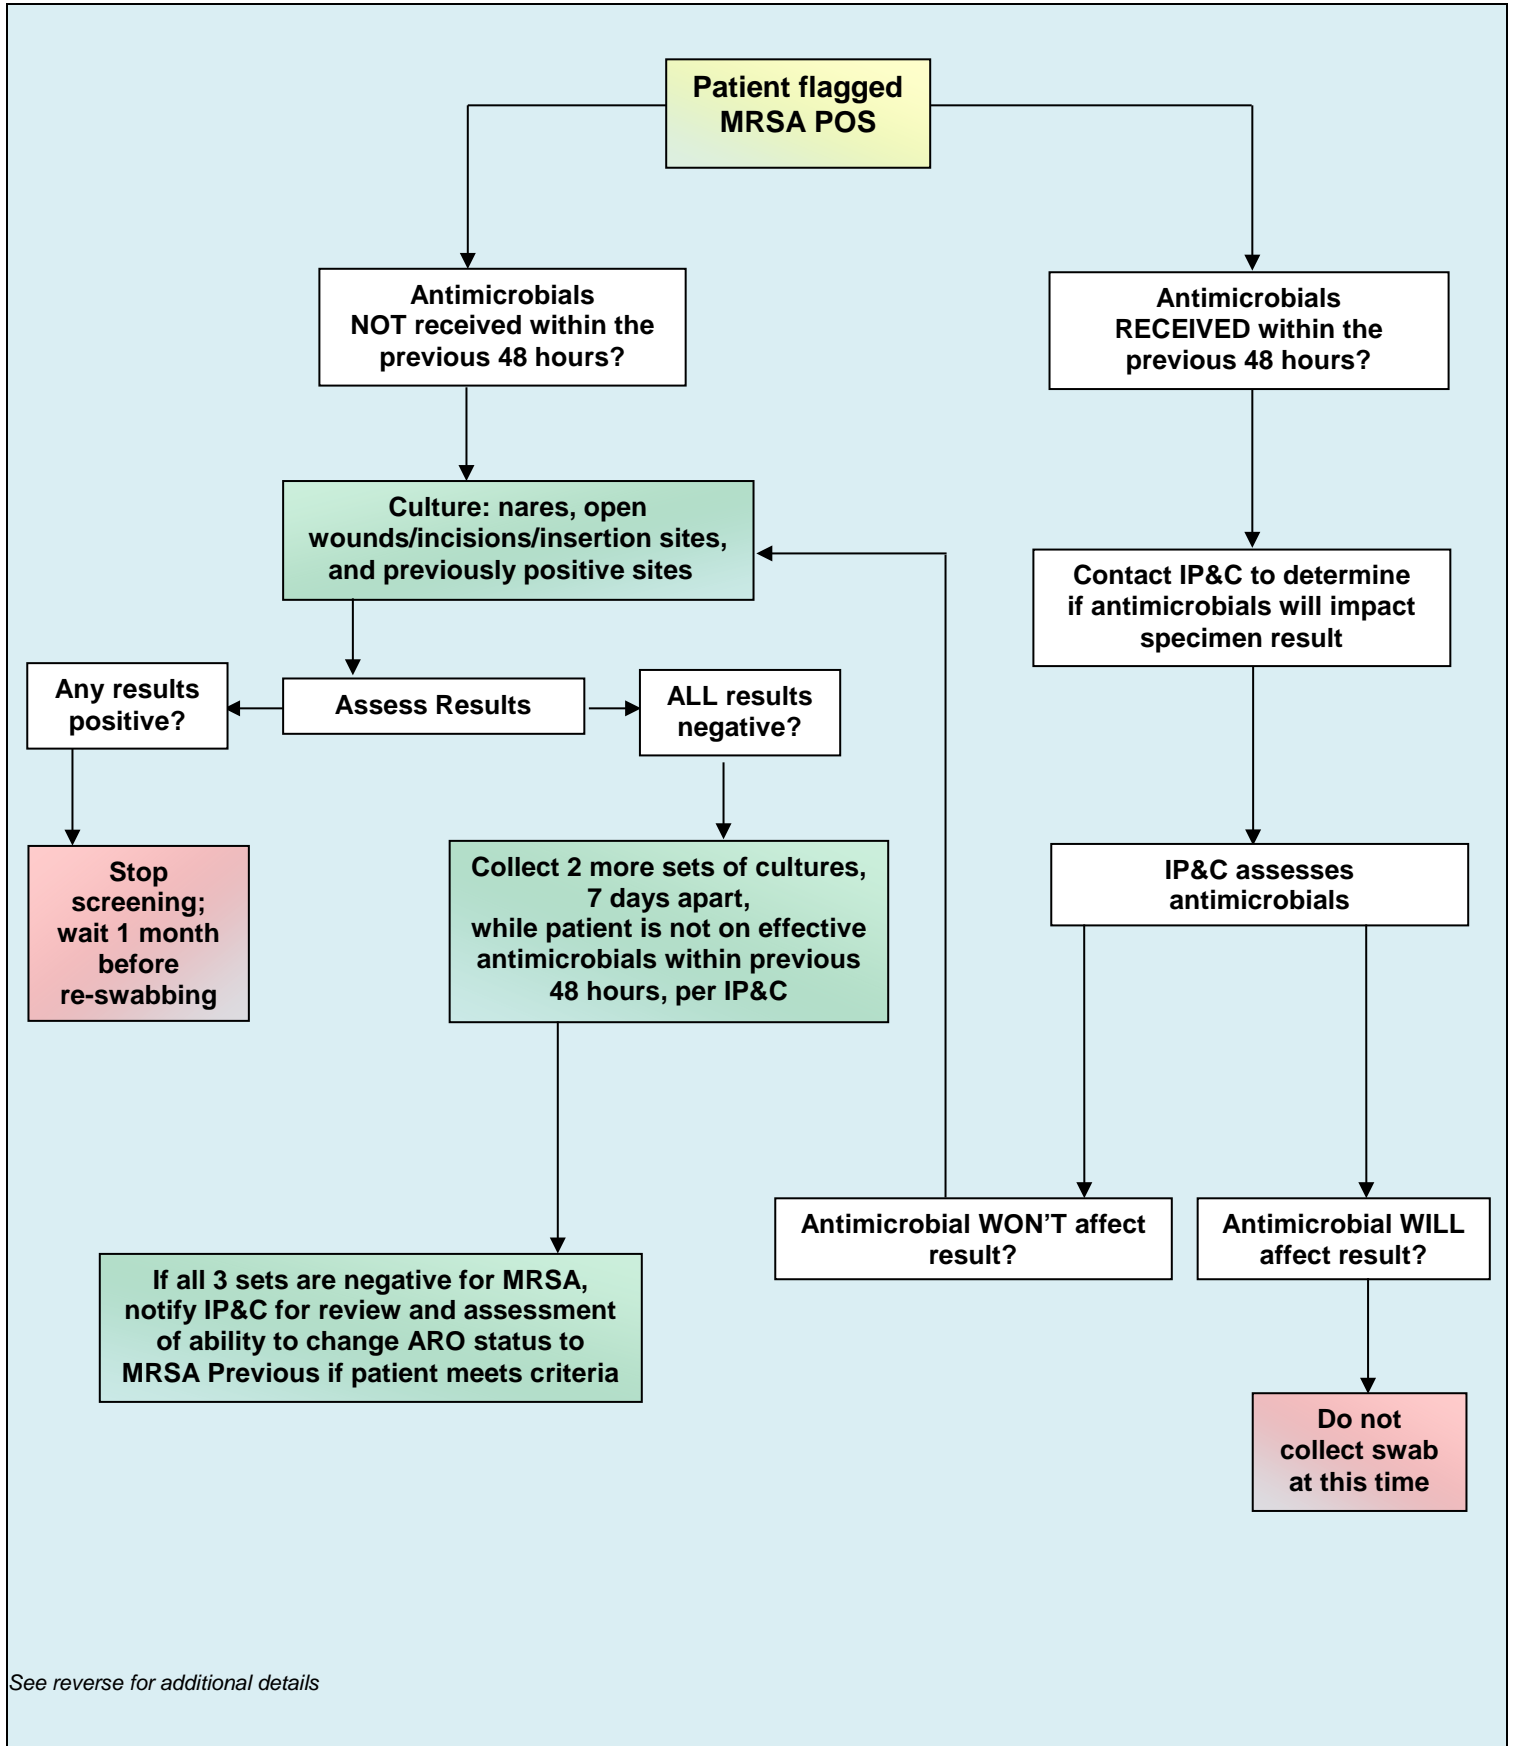 Patient flagged
MRSA POS
Antimicrobials
NOT received within the
previous 48 hours?
Antimicrobials
RECEIVED within the
previous 48 hours?
Culture: nares, open
wounds/incisions/insertion sites,
and previously positive sites
Contact IP&C to determine
if antimicrobials will impact
specimen result
Any results
positive?
Assess Results
ALL results
negative?
Stop
screening;
wait 1 month
before
re-swabbing
Collect 2 more sets of cultures,
7 days apart,
while patient is not on effective
antimicrobials within previous
48 hours, per IP&C
IP&C assesses
antimicrobials
Antimicrobial WON’T affect
result?
Antimicrobial WILL
affect result?
If all 3 sets are negative for MRSA,
notify IP&C for review and assessment
of ability to change ARO status to
MRSA Previous if patient meets criteria
Do not
collect swab
at this time
See reverse for additional details